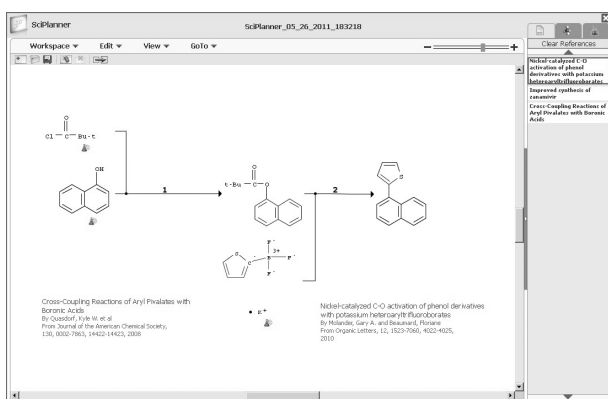 SciPlanner
SciPlanner_05_26_2011_183218
Workspace
Edit
View
GoTo
Clear References
Nickel-catalyzed C-O
activation of phenol
derivatives with potassium
heteroaryltrifluoroborates
Improved synthesis of
zanamivir
Cross-Coupling Reactions of
Aryl Pivalates with Boronic
Acids
O
Cl C Bu-t
OH
1
O
t-Bu C O
2
S
S C B 3+
F-
F-
F-
• K+
Cross-Coupling Reactions of Aryl Pivalates with
Boronic Acids
By Quasdorf, Kyle W. et al
From Journal of the American Chemical Society,
130, 0002-7863, 14422-14423, 2008
Nickel-catalyzed C-O activation of phenol derivatives
with potassium heteroaryltrifluoroborates
By Molander, Gary A. and Beaumard, Floriane
From Organic Letters, 12, 1523-7060, 4022-4025,
2010